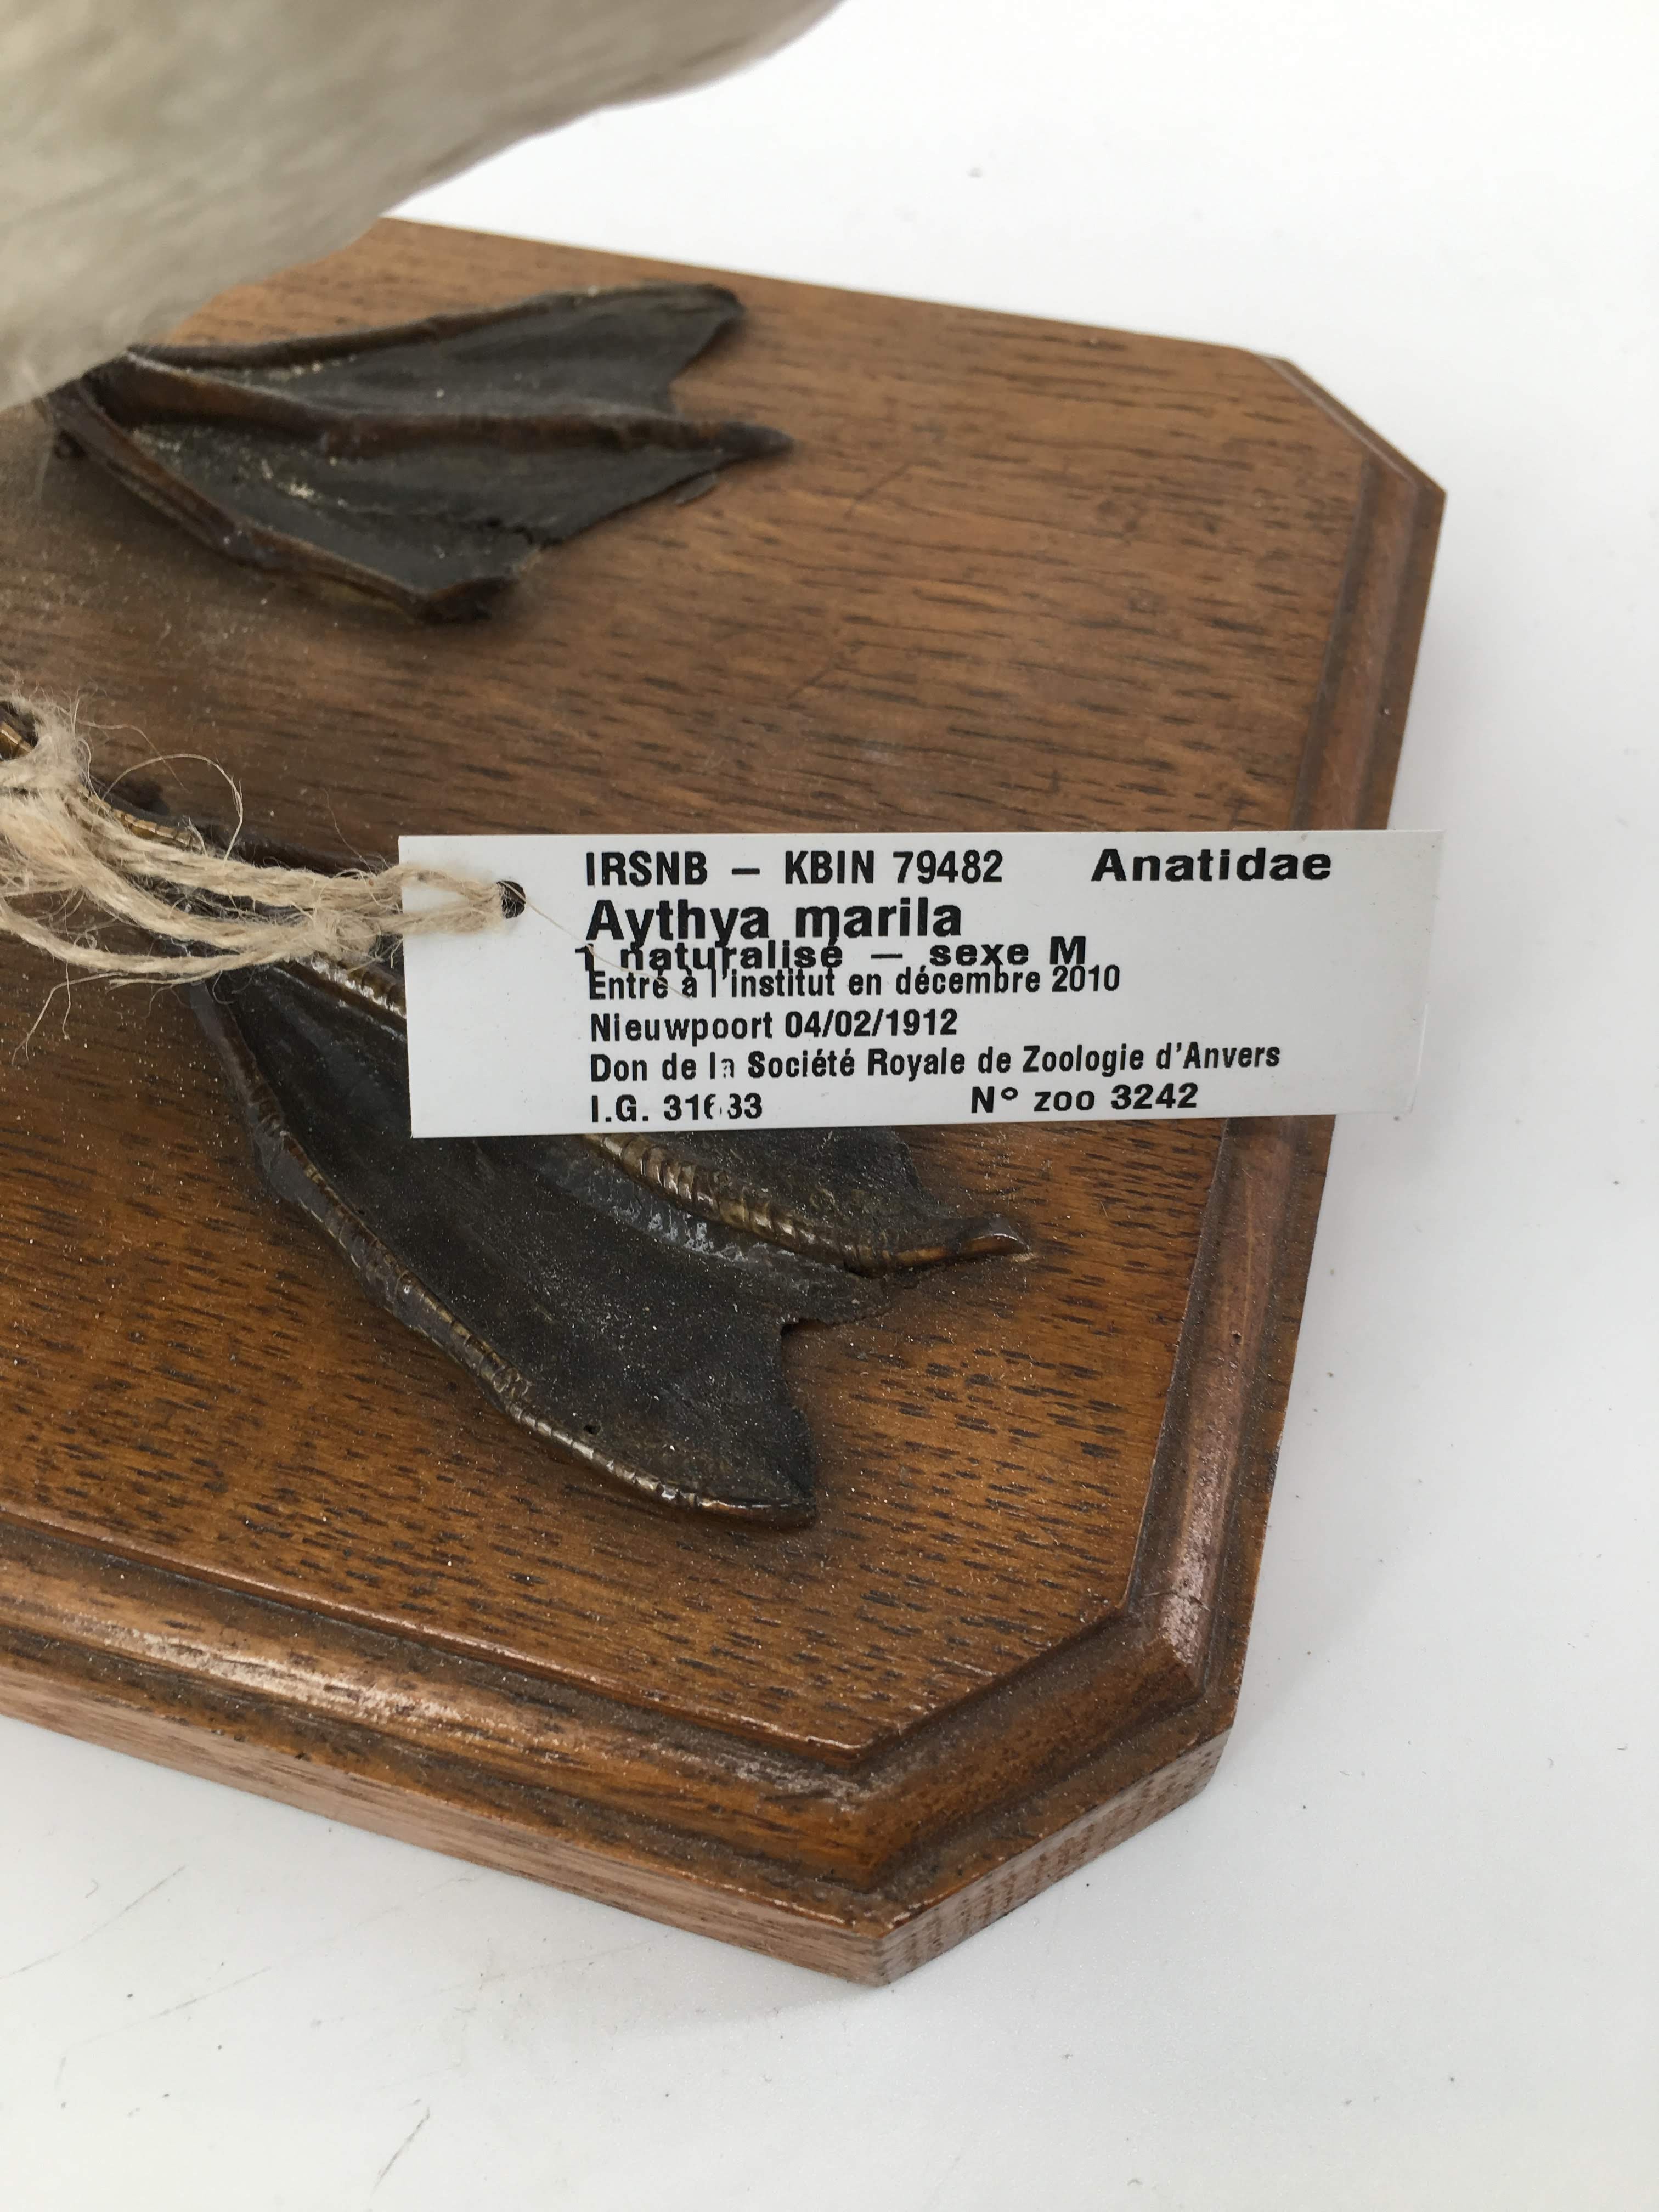 IRSNB – KBIN 79482 Anatidae
Aythya marila
1 naturalisé – sexe M
Entré à l'institut en décembre 2010
Nieuwpoort 04/02/1912
Don de la Société Royale de Zoologie d'Anvers
I.G. 31633 N° zoo 3242